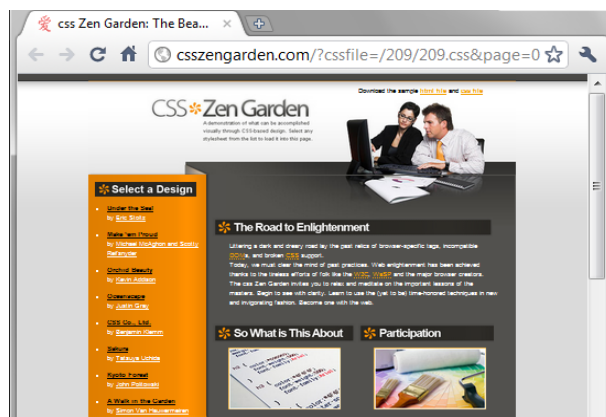 爱 css Zen Garden: The Bea...
csszengarden.com/?cssfile=/209/209.css&page=0
Download the sample html file and css file
CSS Zen Garden
A demonstration of what can be accomplished
visually through CSS-based design. Select any
stylesheet from the list to load it into this page.
Select a Design
Under the Sea!
by Eric Stoltz
Make 'em Proud
by Michael McAghon and Scotty
Reifsnyder
Orchid Beauty
by Kevin Addison
Oceanscape
by Justin Gray
CSS Co., Ltd.
by Benjamin Klemm
Sakura
by Tatsuya Uchida
Kyoto Forest
by John Politowski
A Walk in the Garden
by Simon Van Hauwermeiren
The Road to Enlightenment
Littering a dark and dreary road lay the past relics of browser-specific tags, incompatible
DOMs, and broken CSS support.
Today, we must clear the mind of past practices. Web enlightenment has been achieved
thanks to the tireless efforts of folk like the W3C, WaSP and the major browser creators.
The css Zen Garden invites you to relax and meditate on the important lessons of the
masters. Begin to see with clarity. Learn to use the (yet to be) time-honored techniques in new
and invigorating fashion. Become one with the web.
So What is This About
Participation